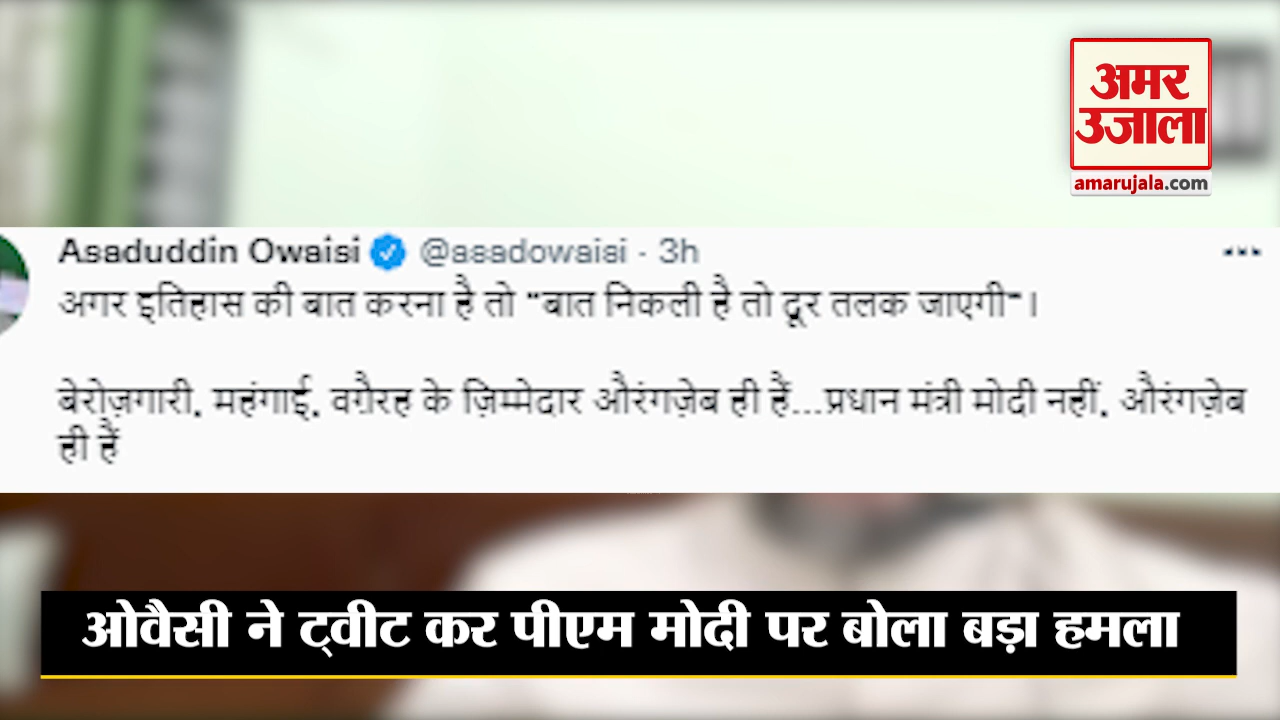 अमर
उजाला
amarujala.com
Asaduddin Owaisi @asadowaisi · 3h
अगर इतिहास की बात करना है तो "बात निकली है तो दूर तलक जाएगी"।
बेरोज़गारी, महंगाई, वग़ैरह के ज़िम्मेदार औरंगज़ेब ही हैं...प्रधान मंत्री मोदी नहीं, औरंगज़ेब
ही हैं
ओवैसी ने ट्वीट कर पीएम मोदी पर बोला बड़ा हमला